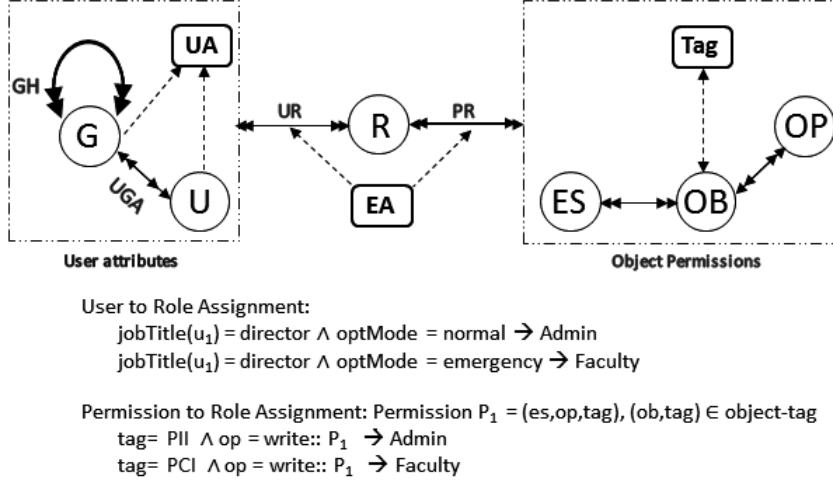 UA
Tag
GH
UR
R
PR
G
OP
UGA
U
EA
ES
OB
User attributes
Object Permissions
User to Role Assignment:
jobTitle(u₁) = director ∧ optMode = normal → Admin
jobTitle(u₁) = director ∧ optMode = emergency → Faculty
Permission to Role Assignment: Permission P₁ = (es,op,tag), (ob,tag) ∈ object-tag
tag= PII ∧ op = write:: P₁ → Admin
tag= PCI ∧ op = write:: P₁ → Faculty